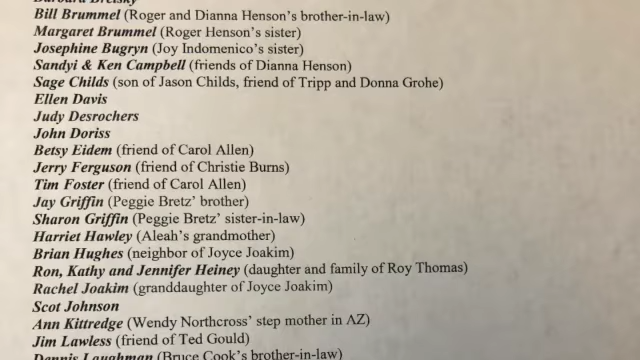 Bill Brummel (Roger and Dianna Henson's brother-in-law)
Margaret Brummel (Roger Henson's sister)
Josephine Bugryn (Joy Indomenico's sister)
Sandyi & Ken Campbell (friends of Dianna Henson)
Sage Childs (son of Jason Childs, friend of Tripp and Donna Grohe)
Ellen Davis
Judy Desrochers
John Doriss
Betsy Eidem (friend of Carol Allen)
Jerry Ferguson (friend of Christie Burns)
Tim Foster (friend of Carol Allen)
Jay Griffin (Peggie Bretz' brother)
Sharon Griffin (Peggie Bretz' sister-in-law)
Harriet Hawley (Aleah's grandmother)
Brian Hughes (neighbor of Joyce Joakim)
Ron, Kathy and Jennifer Heiney (daughter and family of Roy Thomas)
Rachel Joakim (granddaughter of Joyce Joakim)
Scot Johnson
Ann Kittredge (Wendy Northcross' step mother in AZ)
Jim Lawless (friend of Ted Gould)
Dennis Laughman (Bruce Cook's brother-in-law)